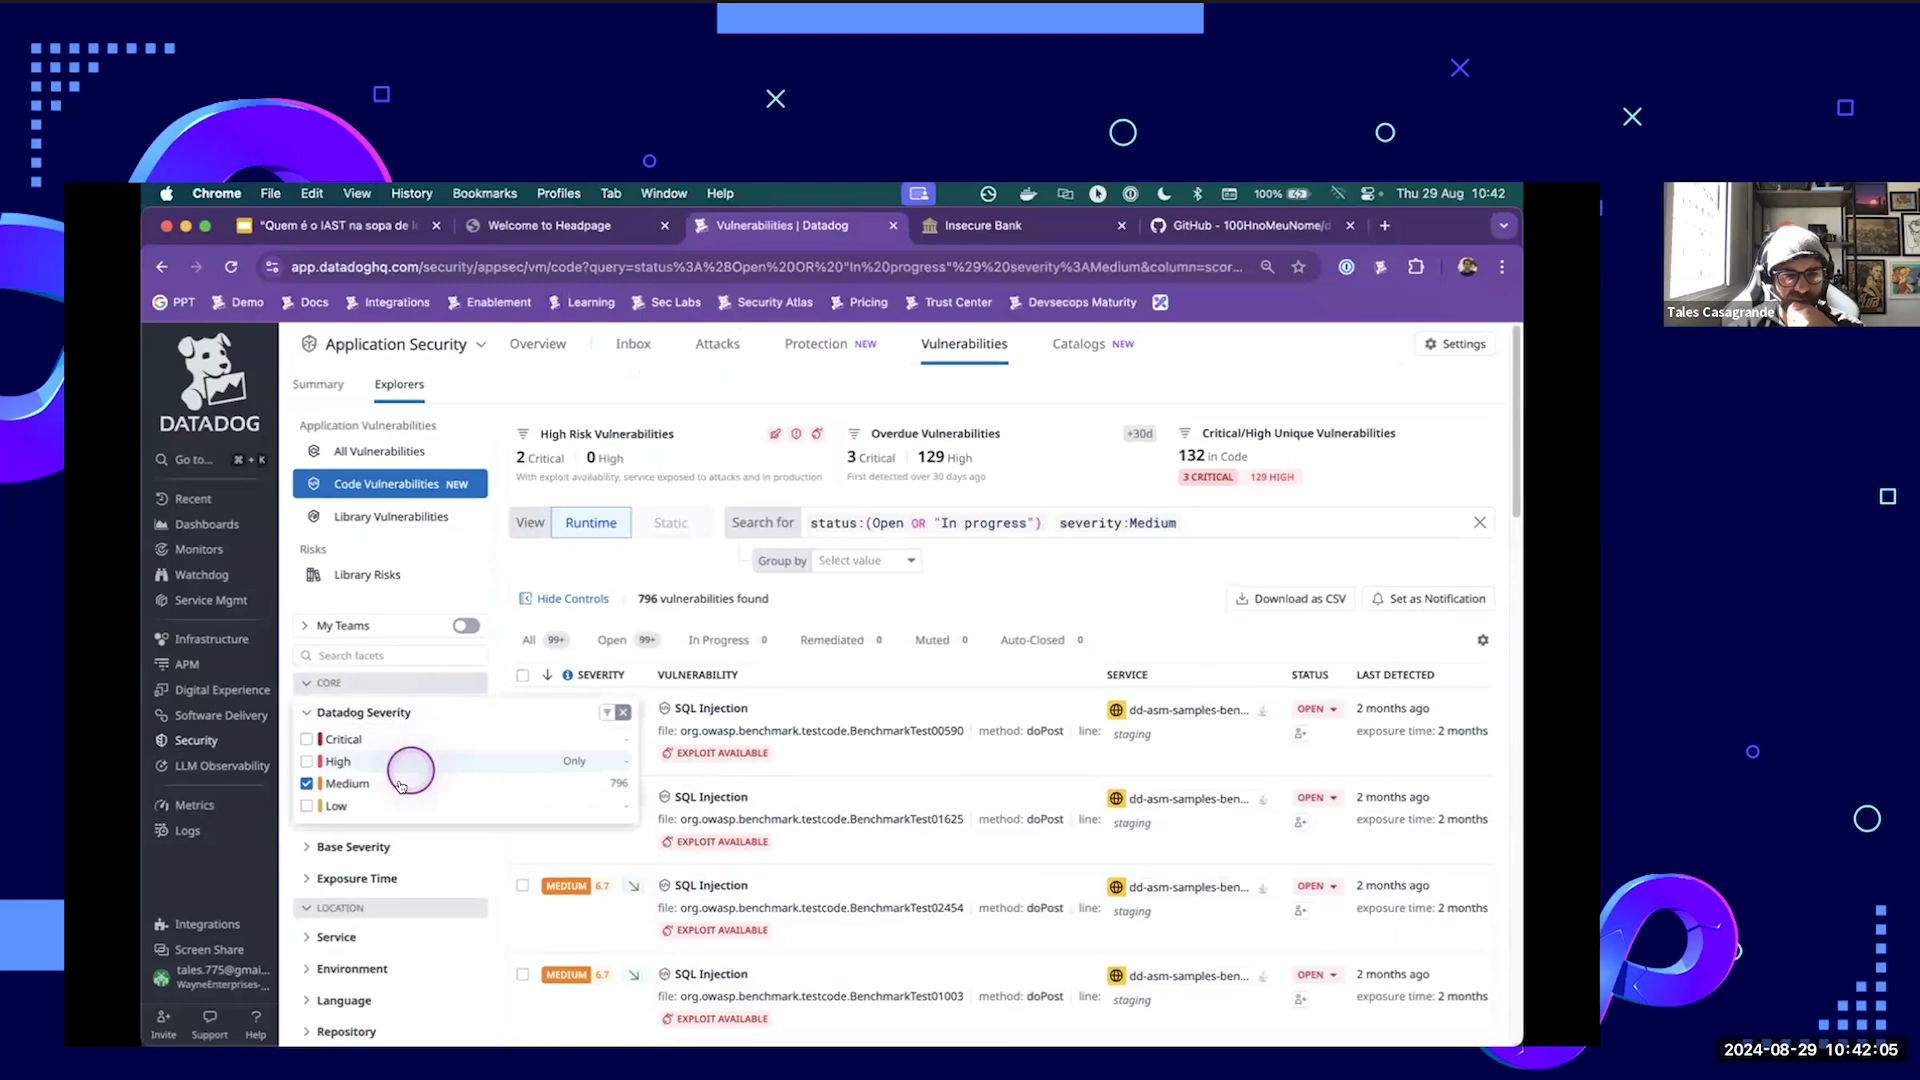 Chrome File Edit View History Bookmarks Profiles Tab Window Help 100% Thu 29 Aug 10:42
"Quem é o IAST na sopa de Welcome to Headpage Vulnerabilities | Datadog Insecure Bank GitHub - 100HnoMeuNome/d
app.datadoghq.com/security/appsec/vm/code?query=status%3A%28Open%20OR%20"In%20progress"%29%20severity%3AMedium&column=scor...
PPT Demo Docs Integrations Enablement Learning Sec Labs Security Atlas Pricing Trust Center Devsecops Maturity
Tales Casagrande
DATADOG
Go to... ⌘ + K
Recent
Dashboards
Monitors
Watchdog
Service Mgmt
Infrastructure
APM
Digital Experience
Software Delivery
Security
LLM Observability
Metrics
Logs
Integrations
Screen Share
tales.775@gmai...
WayneEnterprises-...
Invite Support Help
Application Security Overview Inbox Attacks Protection NEW Vulnerabilities Catalogs NEW Settings
Summary Explorers
Application Vulnerabilities
All Vulnerabilities
Code Vulnerabilities NEW
Library Vulnerabilities
Risks
Library Risks
My Teams
Search facets
CORE
Datadog Severity
Critical -
High Only -
Medium 796
Low -
Base Severity
Exposure Time
LOCATION
Service
Environment
Language
Repository
High Risk Vulnerabilities
2 Critical 0 High
With exploit availability, service exposed to attacks and in production
Overdue Vulnerabilities +30d
3 Critical 129 High
First detected over 30 days ago
Critical/High Unique Vulnerabilities
132 in Code
3 CRITICAL 129 HIGH
View Runtime Static Search for status:(Open OR "In progress") severity:Medium
Group by Select value
Hide Controls 796 vulnerabilities found Download as CSV Set as Notification
All 99+ Open 99+ In Progress 0 Remediated 0 Muted 0 Auto-Closed 0
SEVERITY VULNERABILITY SERVICE STATUS LAST DETECTED
SQL Injection dd-asm-samples-ben... OPEN 2 months ago
file: org.owasp.benchmark.testcode.BenchmarkTest00590 method: doPost line: staging exposure time: 2 months
EXPLOIT AVAILABLE
SQL Injection dd-asm-samples-ben... OPEN 2 months ago
file: org.owasp.benchmark.testcode.BenchmarkTest01625 method: doPost line: staging exposure time: 2 months
EXPLOIT AVAILABLE
MEDIUM 6.7 SQL Injection dd-asm-samples-ben... OPEN 2 months ago
file: org.owasp.benchmark.testcode.BenchmarkTest02454 method: doPost line: staging exposure time: 2 months
EXPLOIT AVAILABLE
MEDIUM 6.7 SQL Injection dd-asm-samples-ben... OPEN 2 months ago
file: org.owasp.benchmark.testcode.BenchmarkTest01003 method: doPost line: staging exposure time: 2 months
EXPLOIT AVAILABLE
2024-08-29 10:42:05